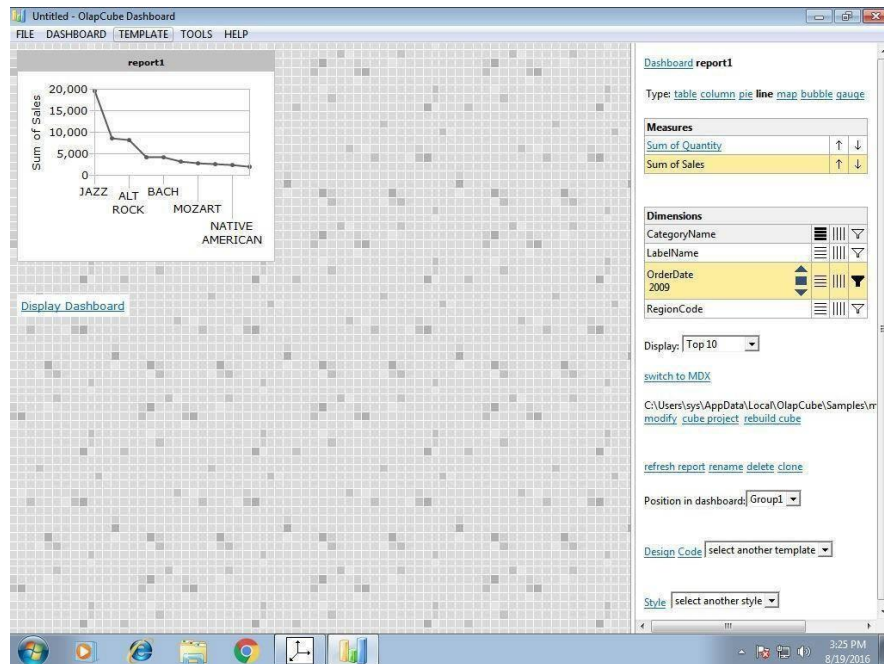 Untitled - OlapCube Dashboard
FILE DASHBOARD TEMPLATE TOOLS HELP
report1
Sum of Sales
20,000
15,000
10,000
5,000
0
JAZZ
ALT ROCK
BACH
MOZART
NATIVE AMERICAN
Display Dashboard
Dashboard report1
Type: table column pie line map bubble gauge
Measures
Sum of Quantity
Sum of Sales
Dimensions
CategoryName
LabelName
OrderDate
2009
RegionCode
Display: Top 10
switch to MDX
C:\Users\sys\AppData\Local\OlapCube\Samples\m
modify cube project rebuild cube
refresh report rename delete clone
Position in dashboard: Group1
Design Code select another template
Style select another style
3:25 PM
8/19/2016